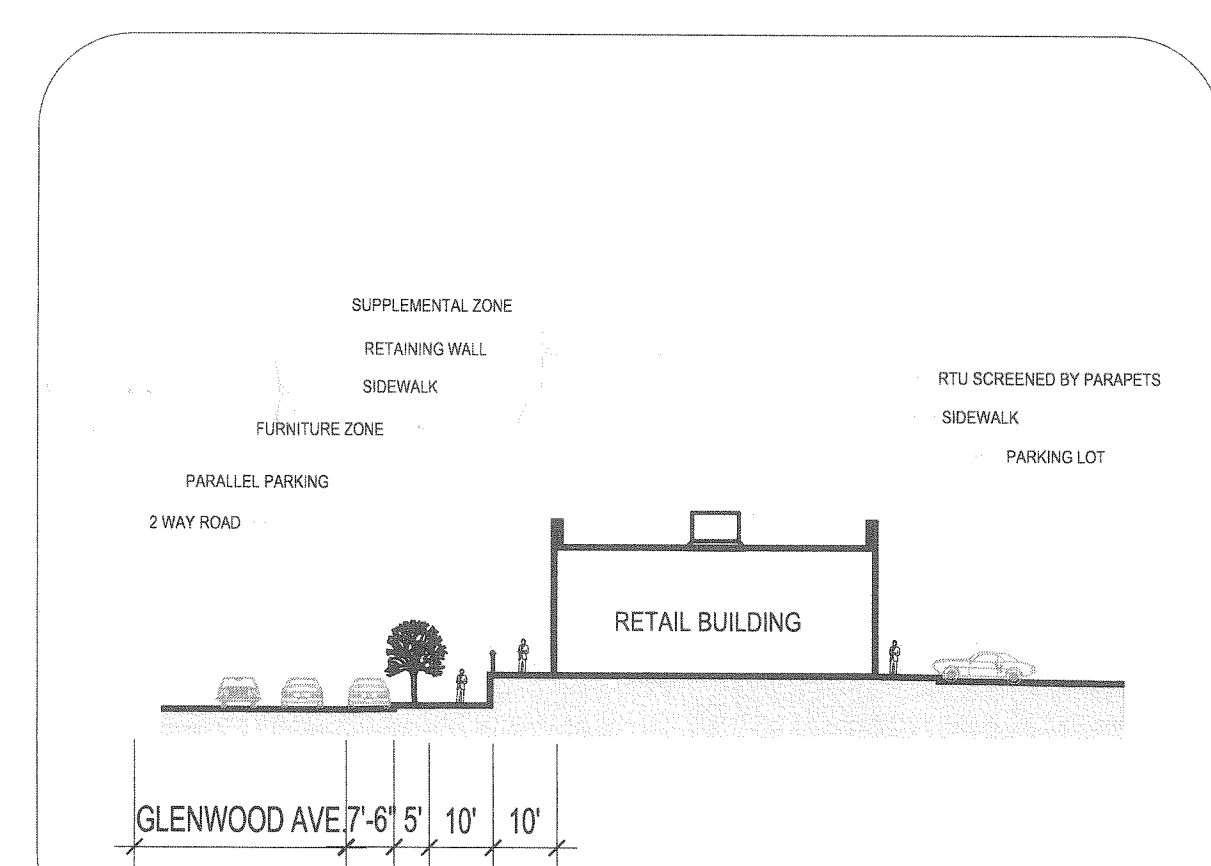 SUPPLEMENTAL ZONE
RETAINING WALL
SIDEWALK
FURNITURE ZONE
PARALLEL PARKING
2 WAY ROAD
RTU SCREENED BY PARAPETS
SIDEWALK
PARKING LOT
RETAIL BUILDING
GLENWOOD AVE. 7'-6" 5' 10' 10'